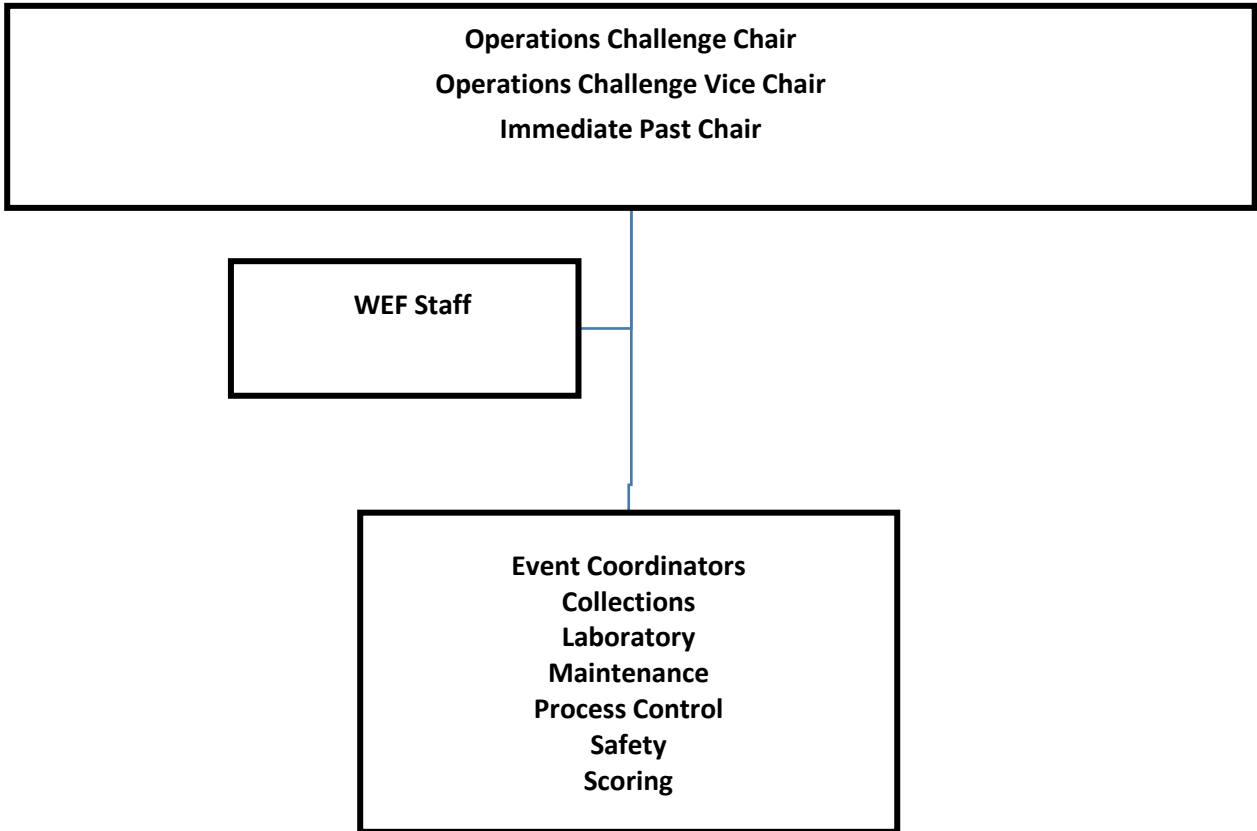 Operations Challenge Chair
Operations Challenge Vice Chair
Immediate Past Chair
WEF Staff
Event Coordinators
Collections
Laboratory
Maintenance
Process Control
Safety
Scoring